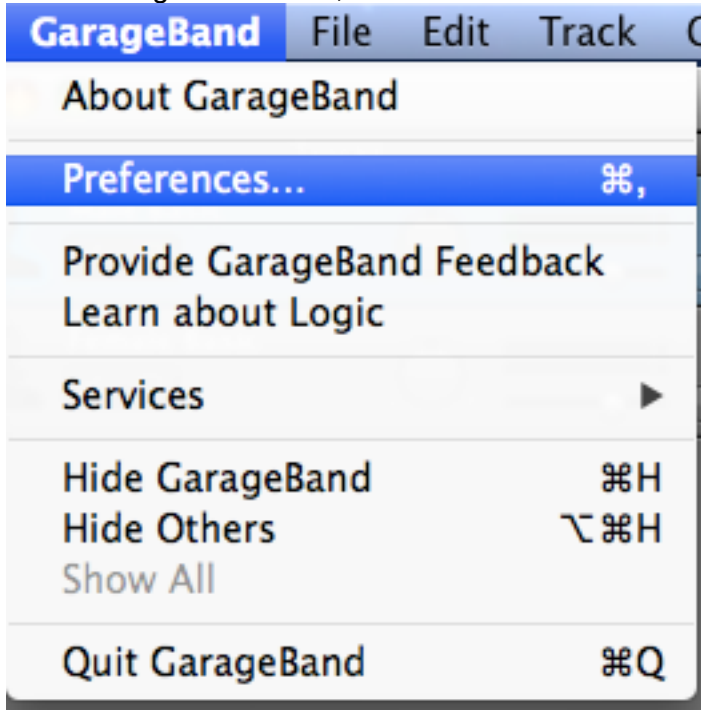 GarageBand File Edit Track
About GarageBand
Preferences... ⌘,
Provide GarageBand Feedback
Learn about Logic
Services ▶
Hide GarageBand ⌘H
Hide Others ⌥⌘H
Show All
Quit GarageBand ⌘Q